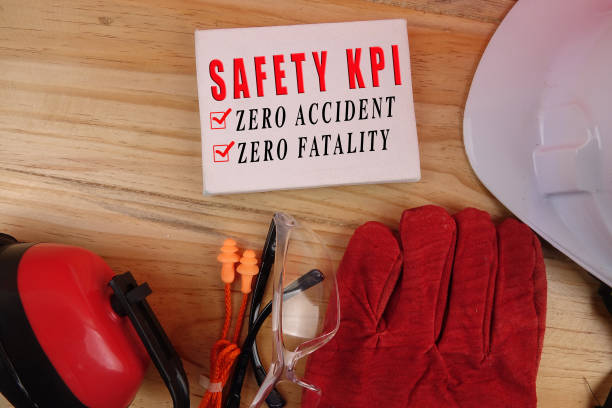 SAFETY KPI
ZERO ACCIDENT
ZERO FATALITY